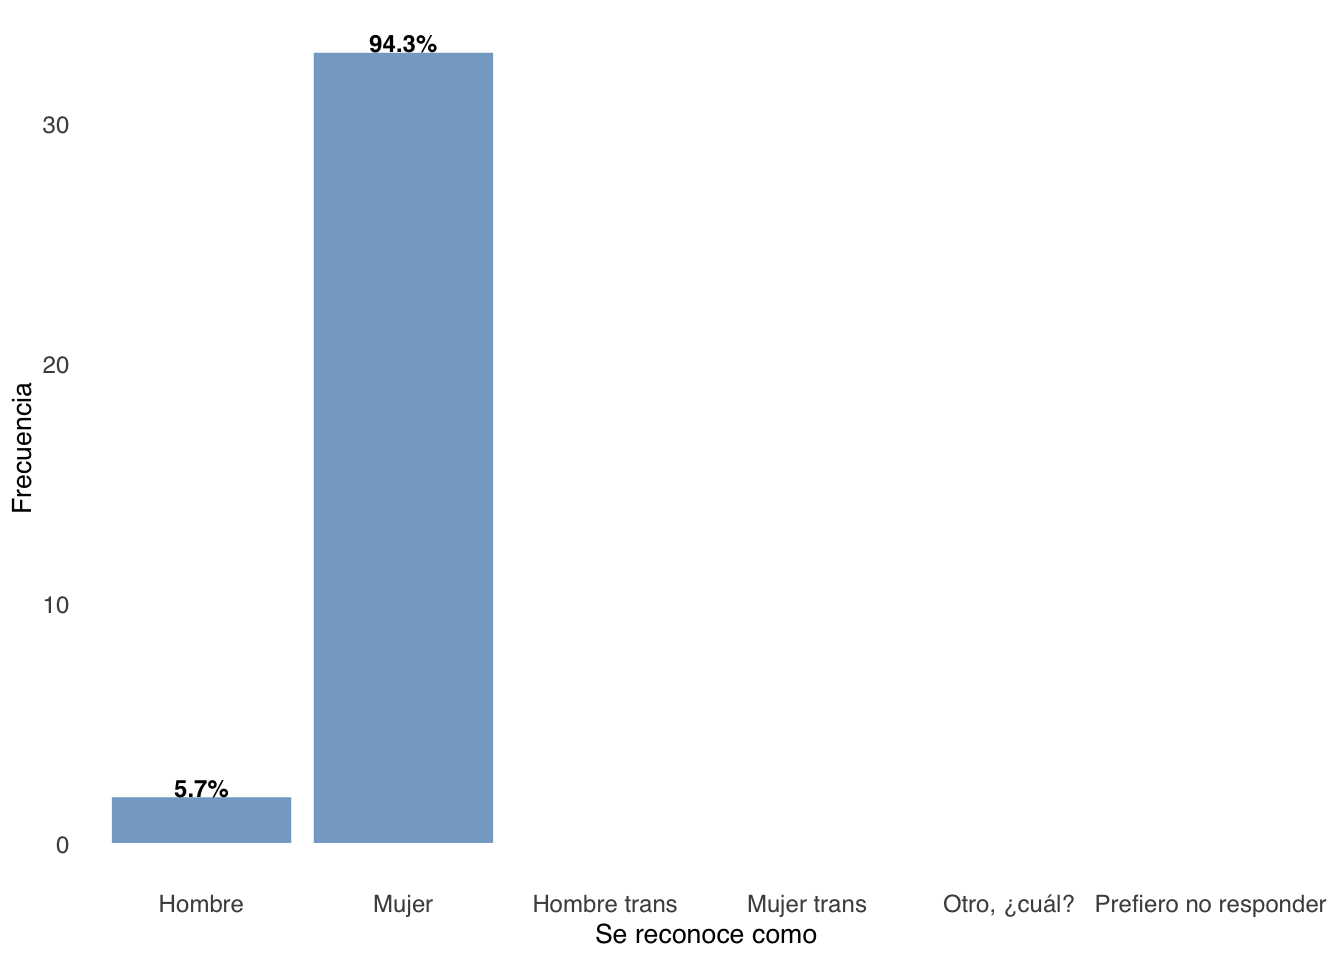 94.3%
30
20
Frecuencia
10
5.7%
0
Hombre Mujer Hombre trans Mujer trans Otro, ¿cuál? Prefiero no responder
Se reconoce como